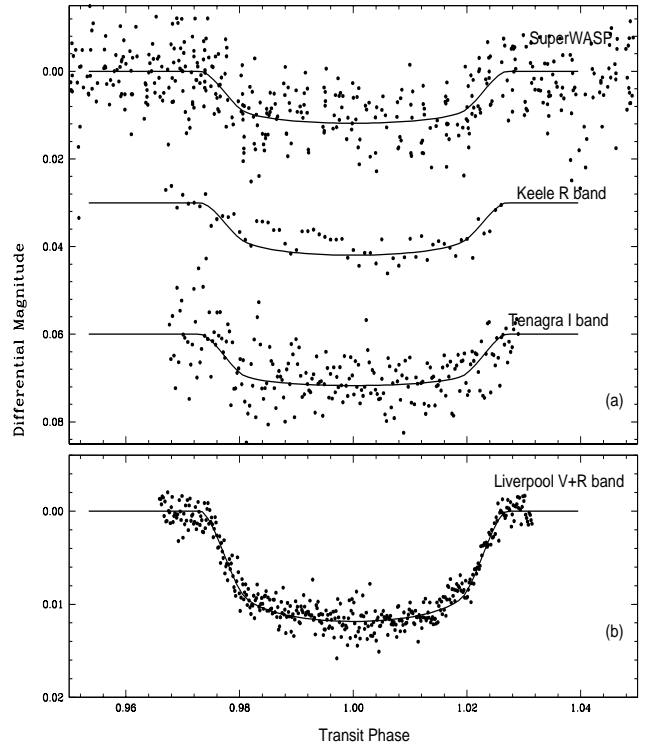 SuperWASP
0.00
0.02
Keele R band
0.04
Tenagra I band
0.06
(a)
0.08
Differential Magnitude
Liverpool V+R band
0.00
0.01
(b)
0.02
0.96 0.98 1.00 1.02 1.04
Transit Phase